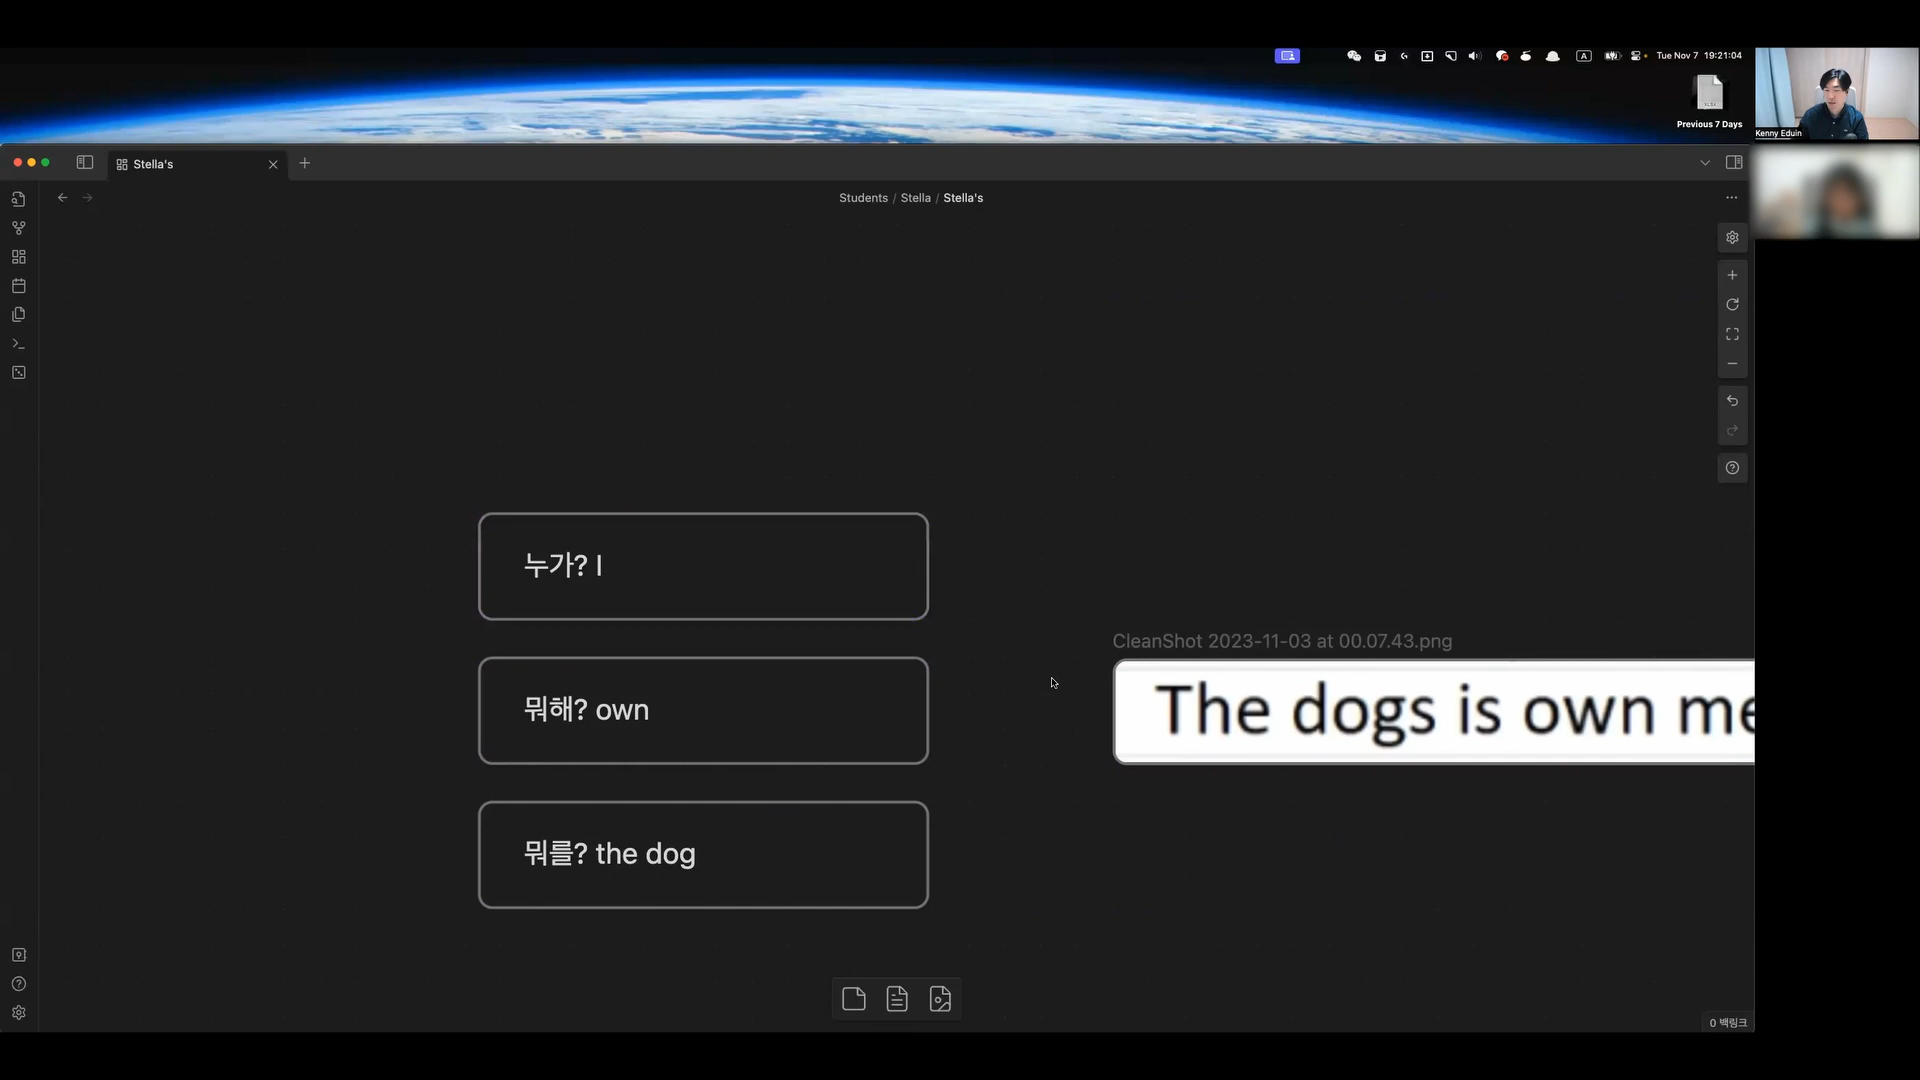 A
Tue Nov 7 19:21:04
XLSX
Previous 7 Days
Kenny Eduin
Stella's
Students / Stella / Stella's
누가? I
뭐해? own
뭐를? the dog
CleanShot 2023-11-03 at 00.07.43.png
The dogs is own me
0 백링크